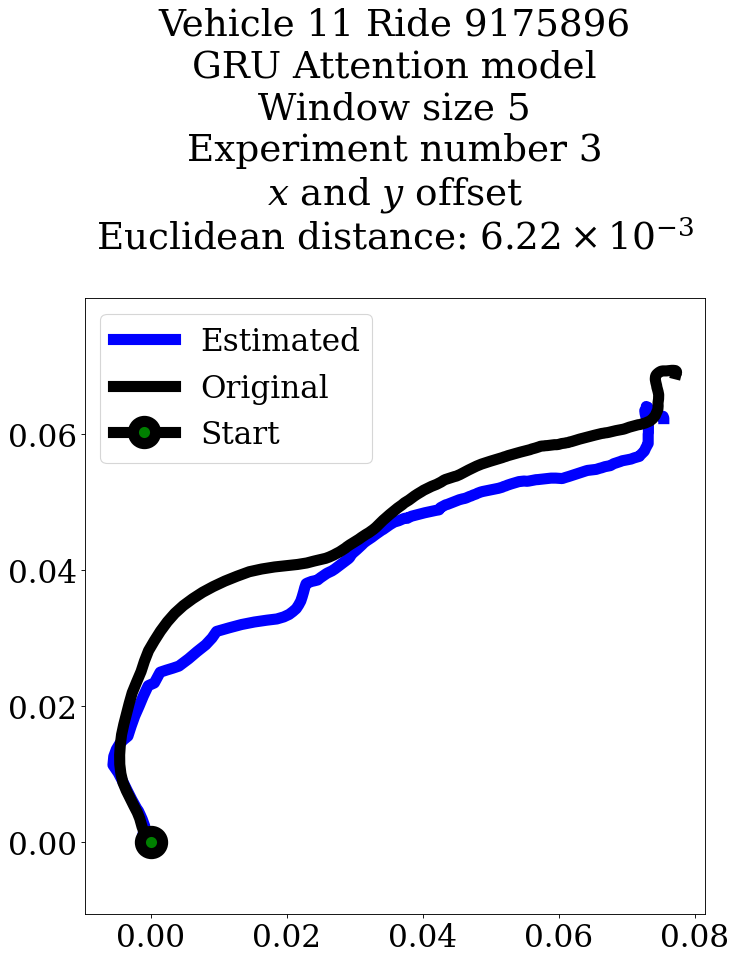 Vehicle 11 Ride 9175896
GRU Attention model
Window size 5
Experiment number 3
x and y offset
Euclidean distance: 6.22 × 10⁻³
Estimated
Original
Start
0.06
0.04
0.02
0.00
0.00 0.02 0.04 0.06 0.08